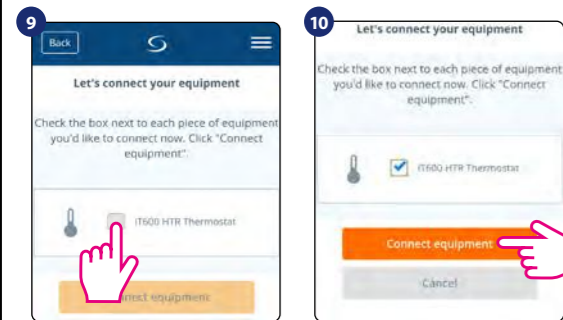 9
Back
Let's connect your equipment
Check the box next to each piece of equipment
you'd like to connect now. Click "Connect
equipment".
iT600 HTR Thermostat
equipment
10
Let's connect your equipment
Check the box next to each piece of equipment
you'd like to connect now. Click "Connect
equipment".
iT600 HTR Thermostat
Connect equipment
Cancel